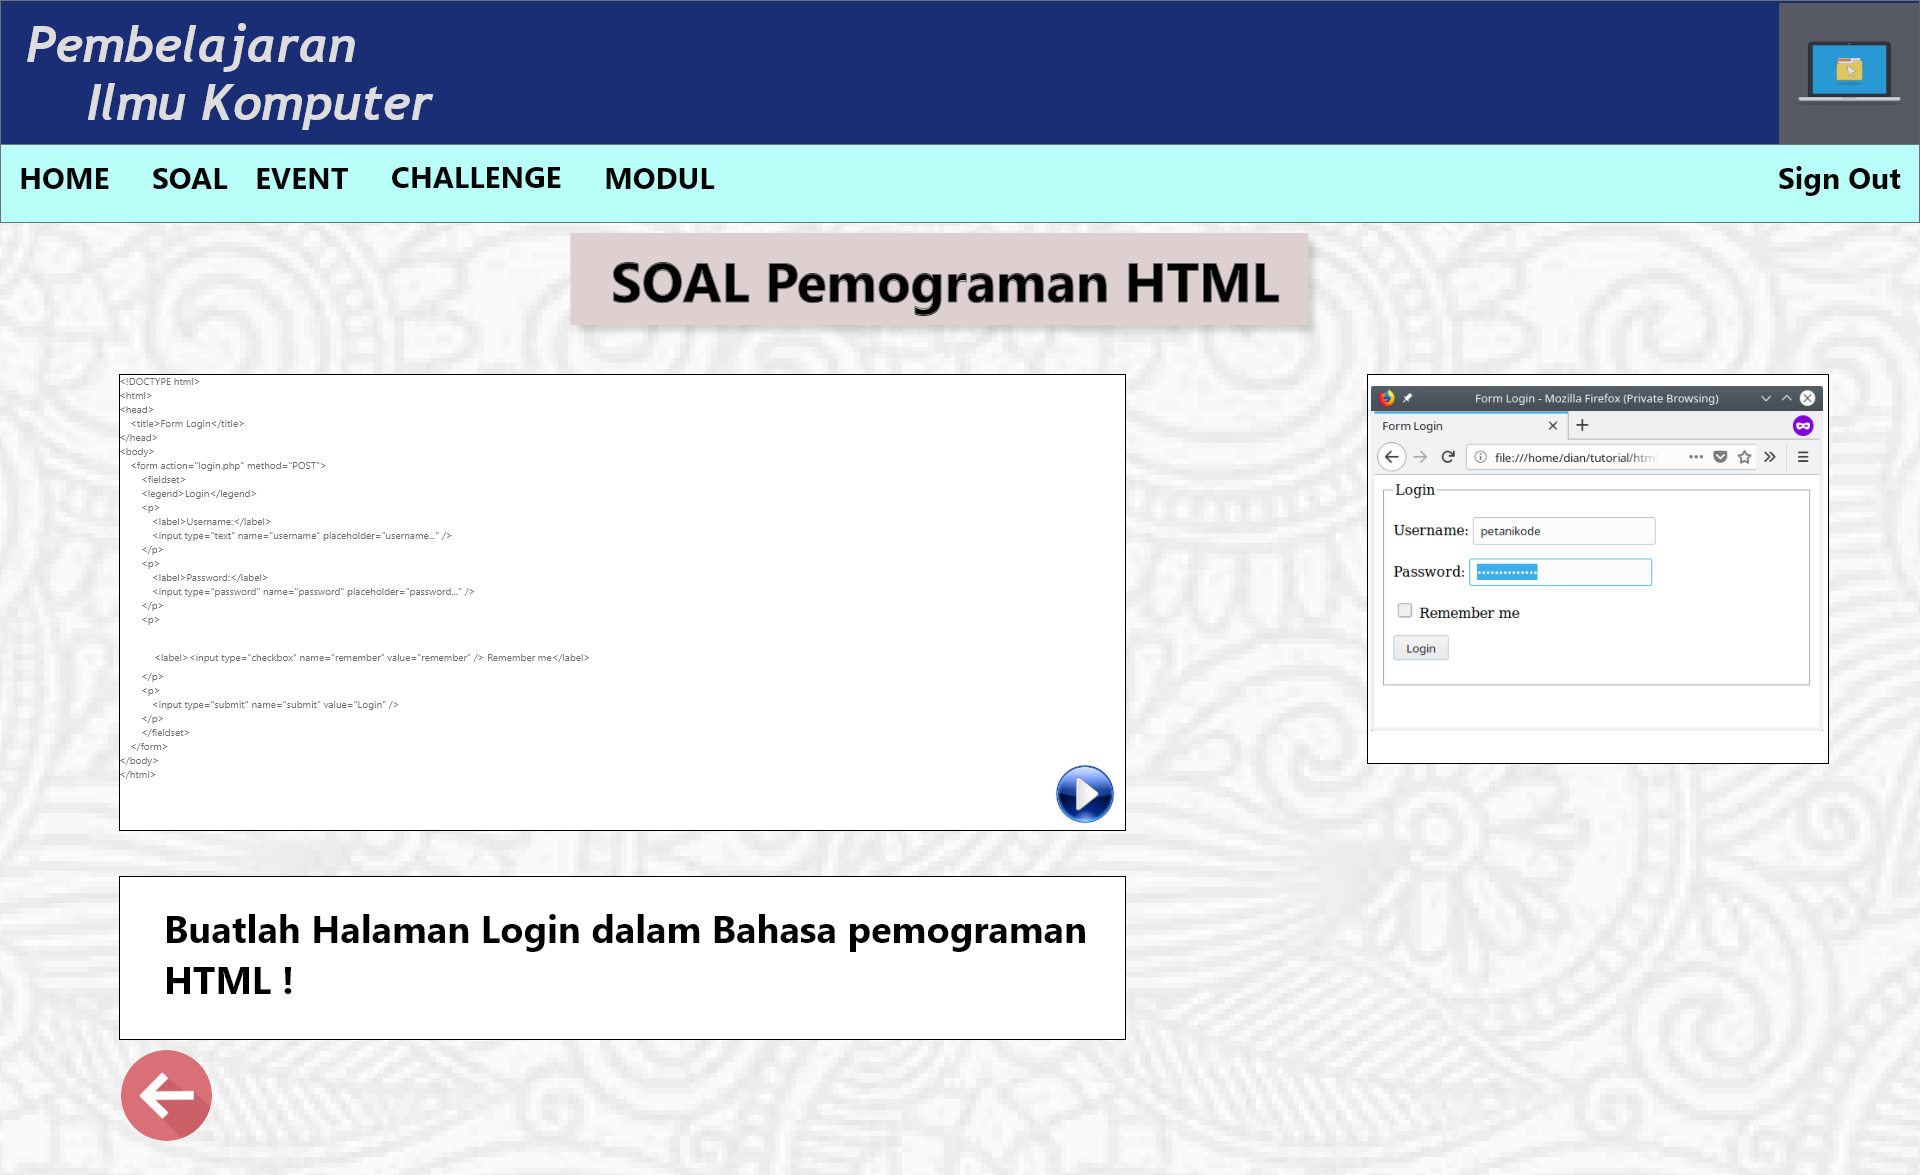 Pembelajaran
Ilmu Komputer
HOME SOAL EVENT CHALLENGE MODUL Sign Out
SOAL Pemograman HTML
<!DOCTYPE html>
<html>
<head>
<title>Form Login</title>
</head>
<body>
<form action="login.php" method="POST">
<fieldset>
<legend>Login</legend>
<p>
<label>Username:</label>
<input type="text" name="username" placeholder="username..." />
</p>
<p>
<label>Password:</label>
<input type="password" name="password" placeholder="password..." />
</p>
<p>
<label><input type="checkbox" name="remember" value="remember" /> Remember me</label>
</p>
<p>
<input type="submit" name="submit" value="Login" />
</p>
</fieldset>
</form>
</body>
</html>
Form Login - Mozilla Firefox (Private Browsing)
Form Login
file:///home/dian/tutorial/html
Login
Username: petanikode
Password:
Remember me
Login
Buatlah Halaman Login dalam Bahasa pemograman
HTML !